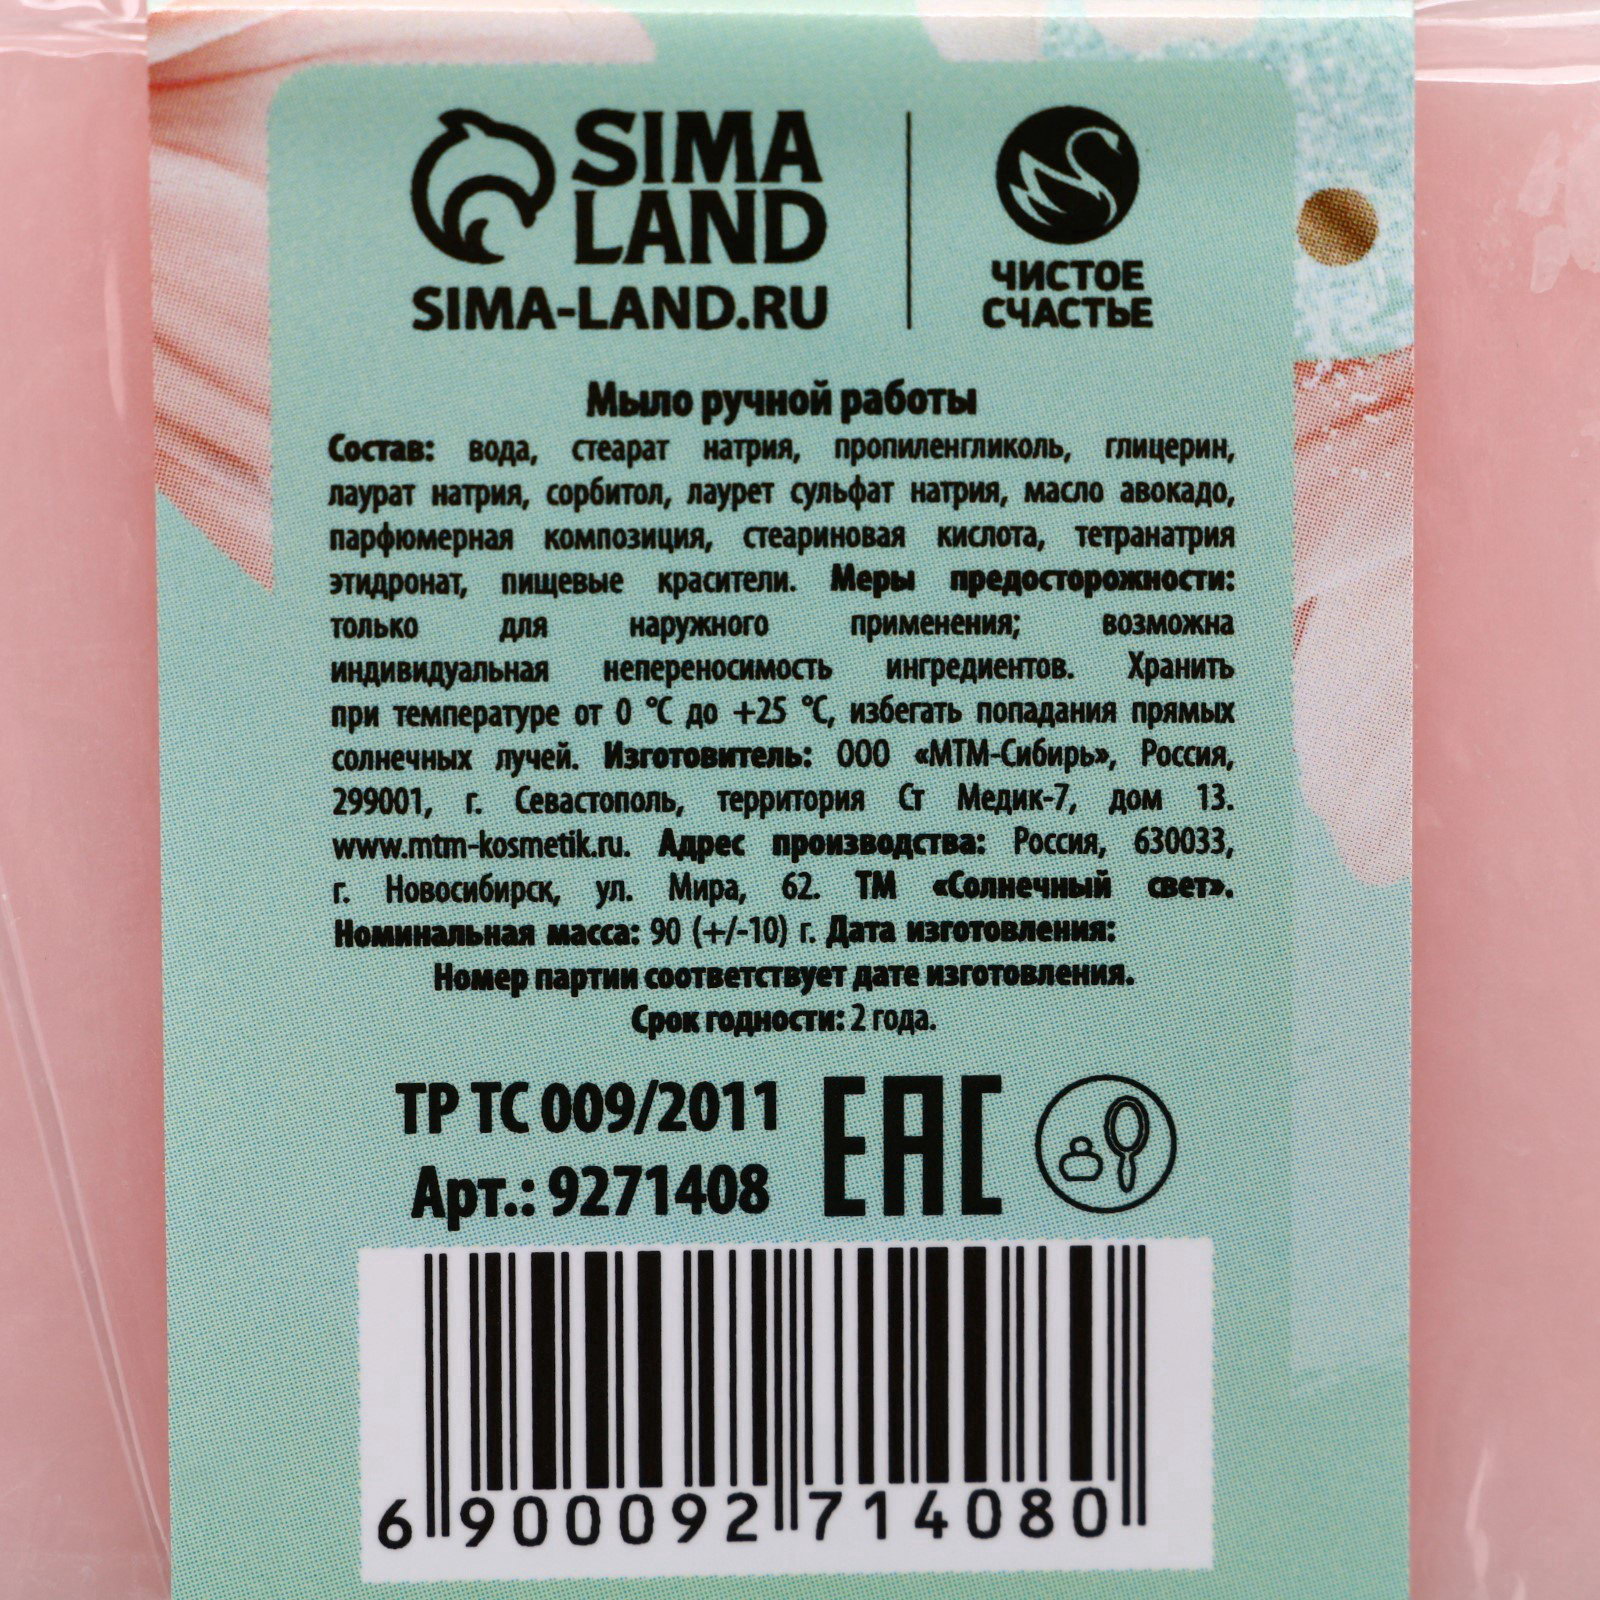 SIMA
LAND
SIMA-LAND.RU
ЧИСТОЕ
СЧАСТЬЕ
Мыло ручной работы
Состав: вода, стеарат натрия, пропиленгликоль, глицерин,
лаурат натрия, сорбитол, лаурет сульфат натрия, масло авокадо,
парфюмерная композиция, стеариновая кислота, тетранатрия
этидронат, пищевые красители. Меры предосторожности:
только для наружного применения; возможна
индивидуальная непереносимость ингредиентов. Хранить
при температуре от 0 °С до +25 °С, избегать попадания прямых
солнечных лучей. Изготовитель: ООО «МТМ-Сибирь», Россия,
299001, г. Севастополь, территория Ст Медик-7, дом 13.
www.mtm-kosmetik.ru. Адрес производства: Россия, 630033,
г. Новосибирск, ул. Мира, 62. ТМ «Солнечный свет».
Номинальная масса: 90 (+/-10) г. Дата изготовления:
Номер партии соответствует дате изготовления.
Срок годности: 2 года.
ТР ТС 009/2011
Арт.: 9271408
EAC
6 900092 714080